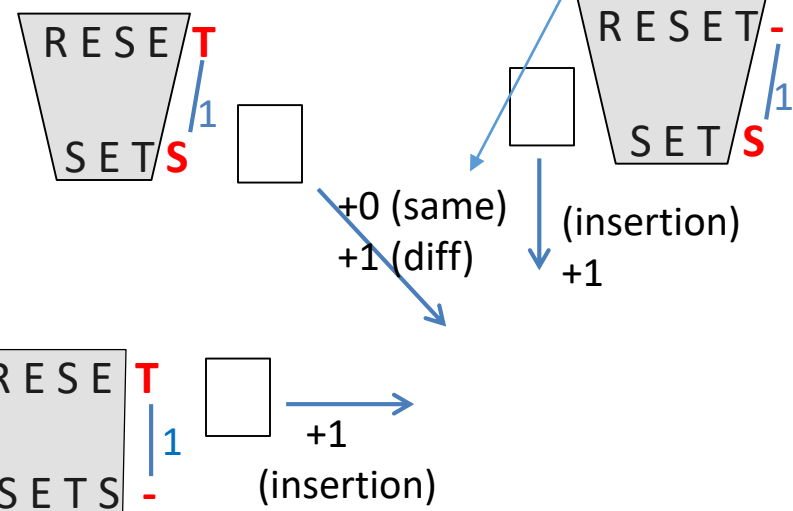 R E S E T
1
S E T S
R E S E T -
1
S E T S
+0 (same)
+1 (diff)
(insertion)
+1
R E S E T
1
S E T S -
+1
(insertion)